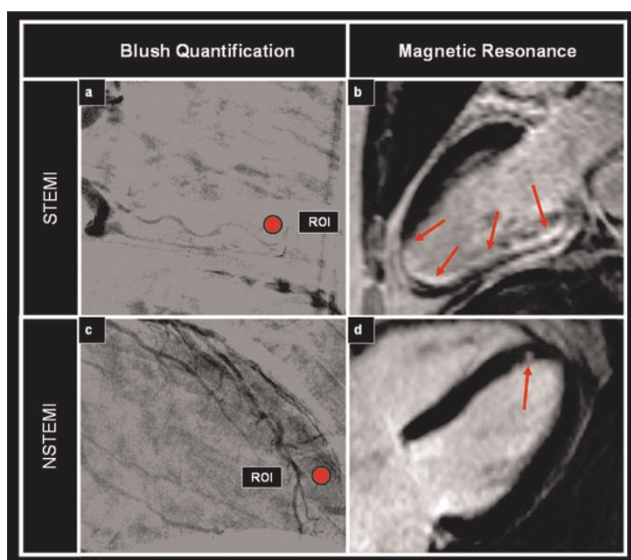 Blush Quantification
Magnetic Resonance
STEMI
a
ROI
b
NSTEMI
c
ROI
d